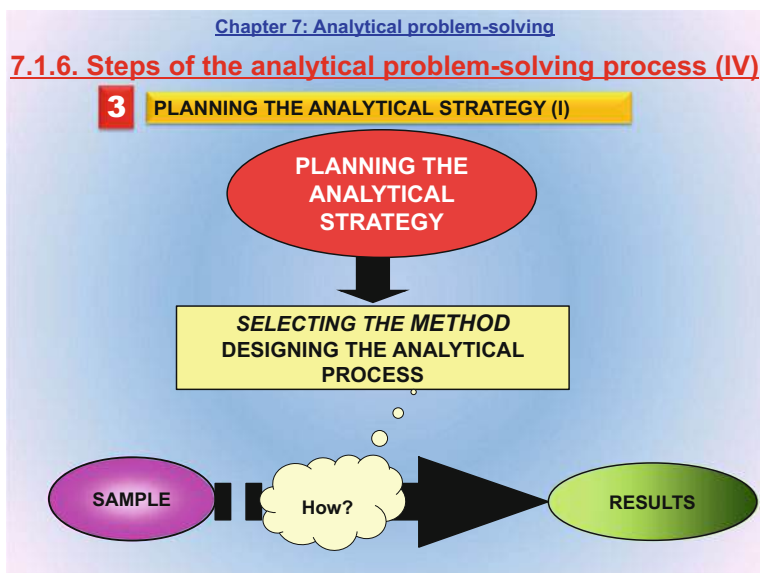 Chapter 7: Analytical problem-solving
7.1.6. Steps of the analytical problem-solving process (IV)
3 PLANNING THE ANALYTICAL STRATEGY (I)
PLANNING THE
ANALYTICAL
STRATEGY
SELECTING THE METHOD
DESIGNING THE ANALYTICAL
PROCESS
SAMPLE
How?
RESULTS